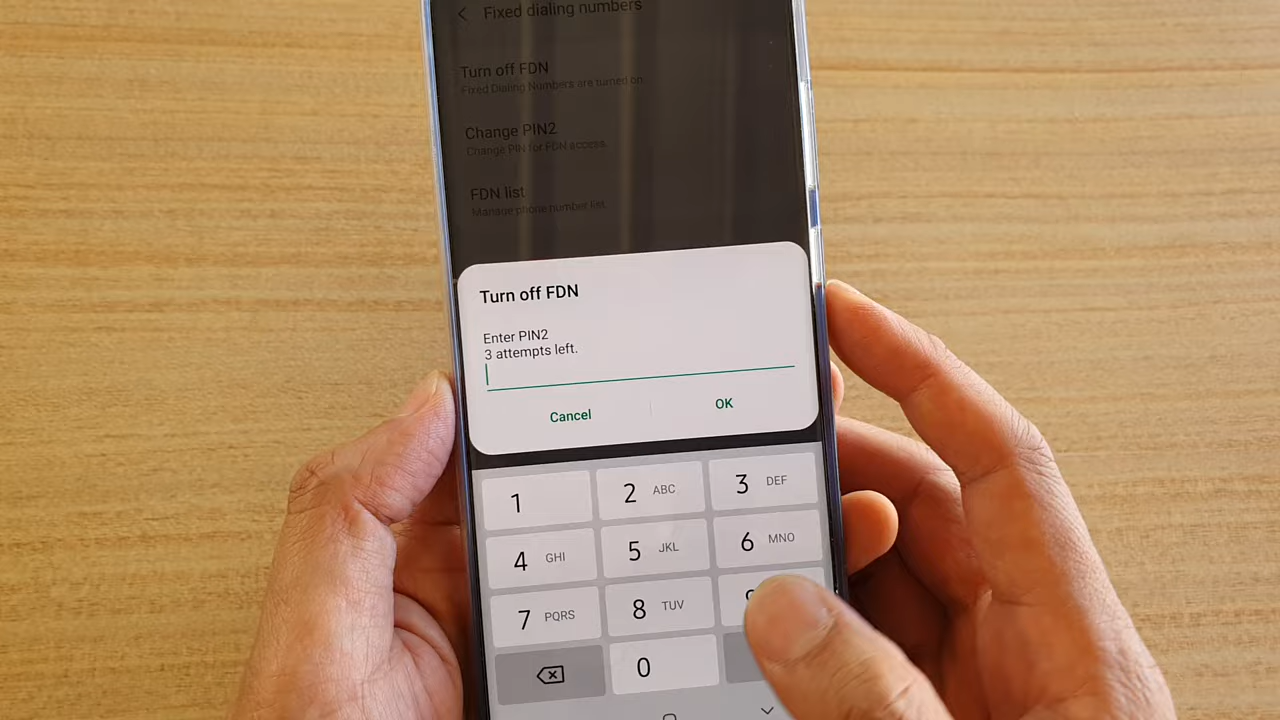 Fixed dialing numbers
Turn off FDN
Fixed Dialing Numbers are turned on
Change PIN2
Change PIN for FDN access.
FDN list
Manage phone number list.
Turn off FDN
Enter PIN2
3 attempts left.
Cancel OK
1 2 ABC 3 DEF
4 GHI 5 JKL 6 MNO
7 PQRS 8 TUV
0